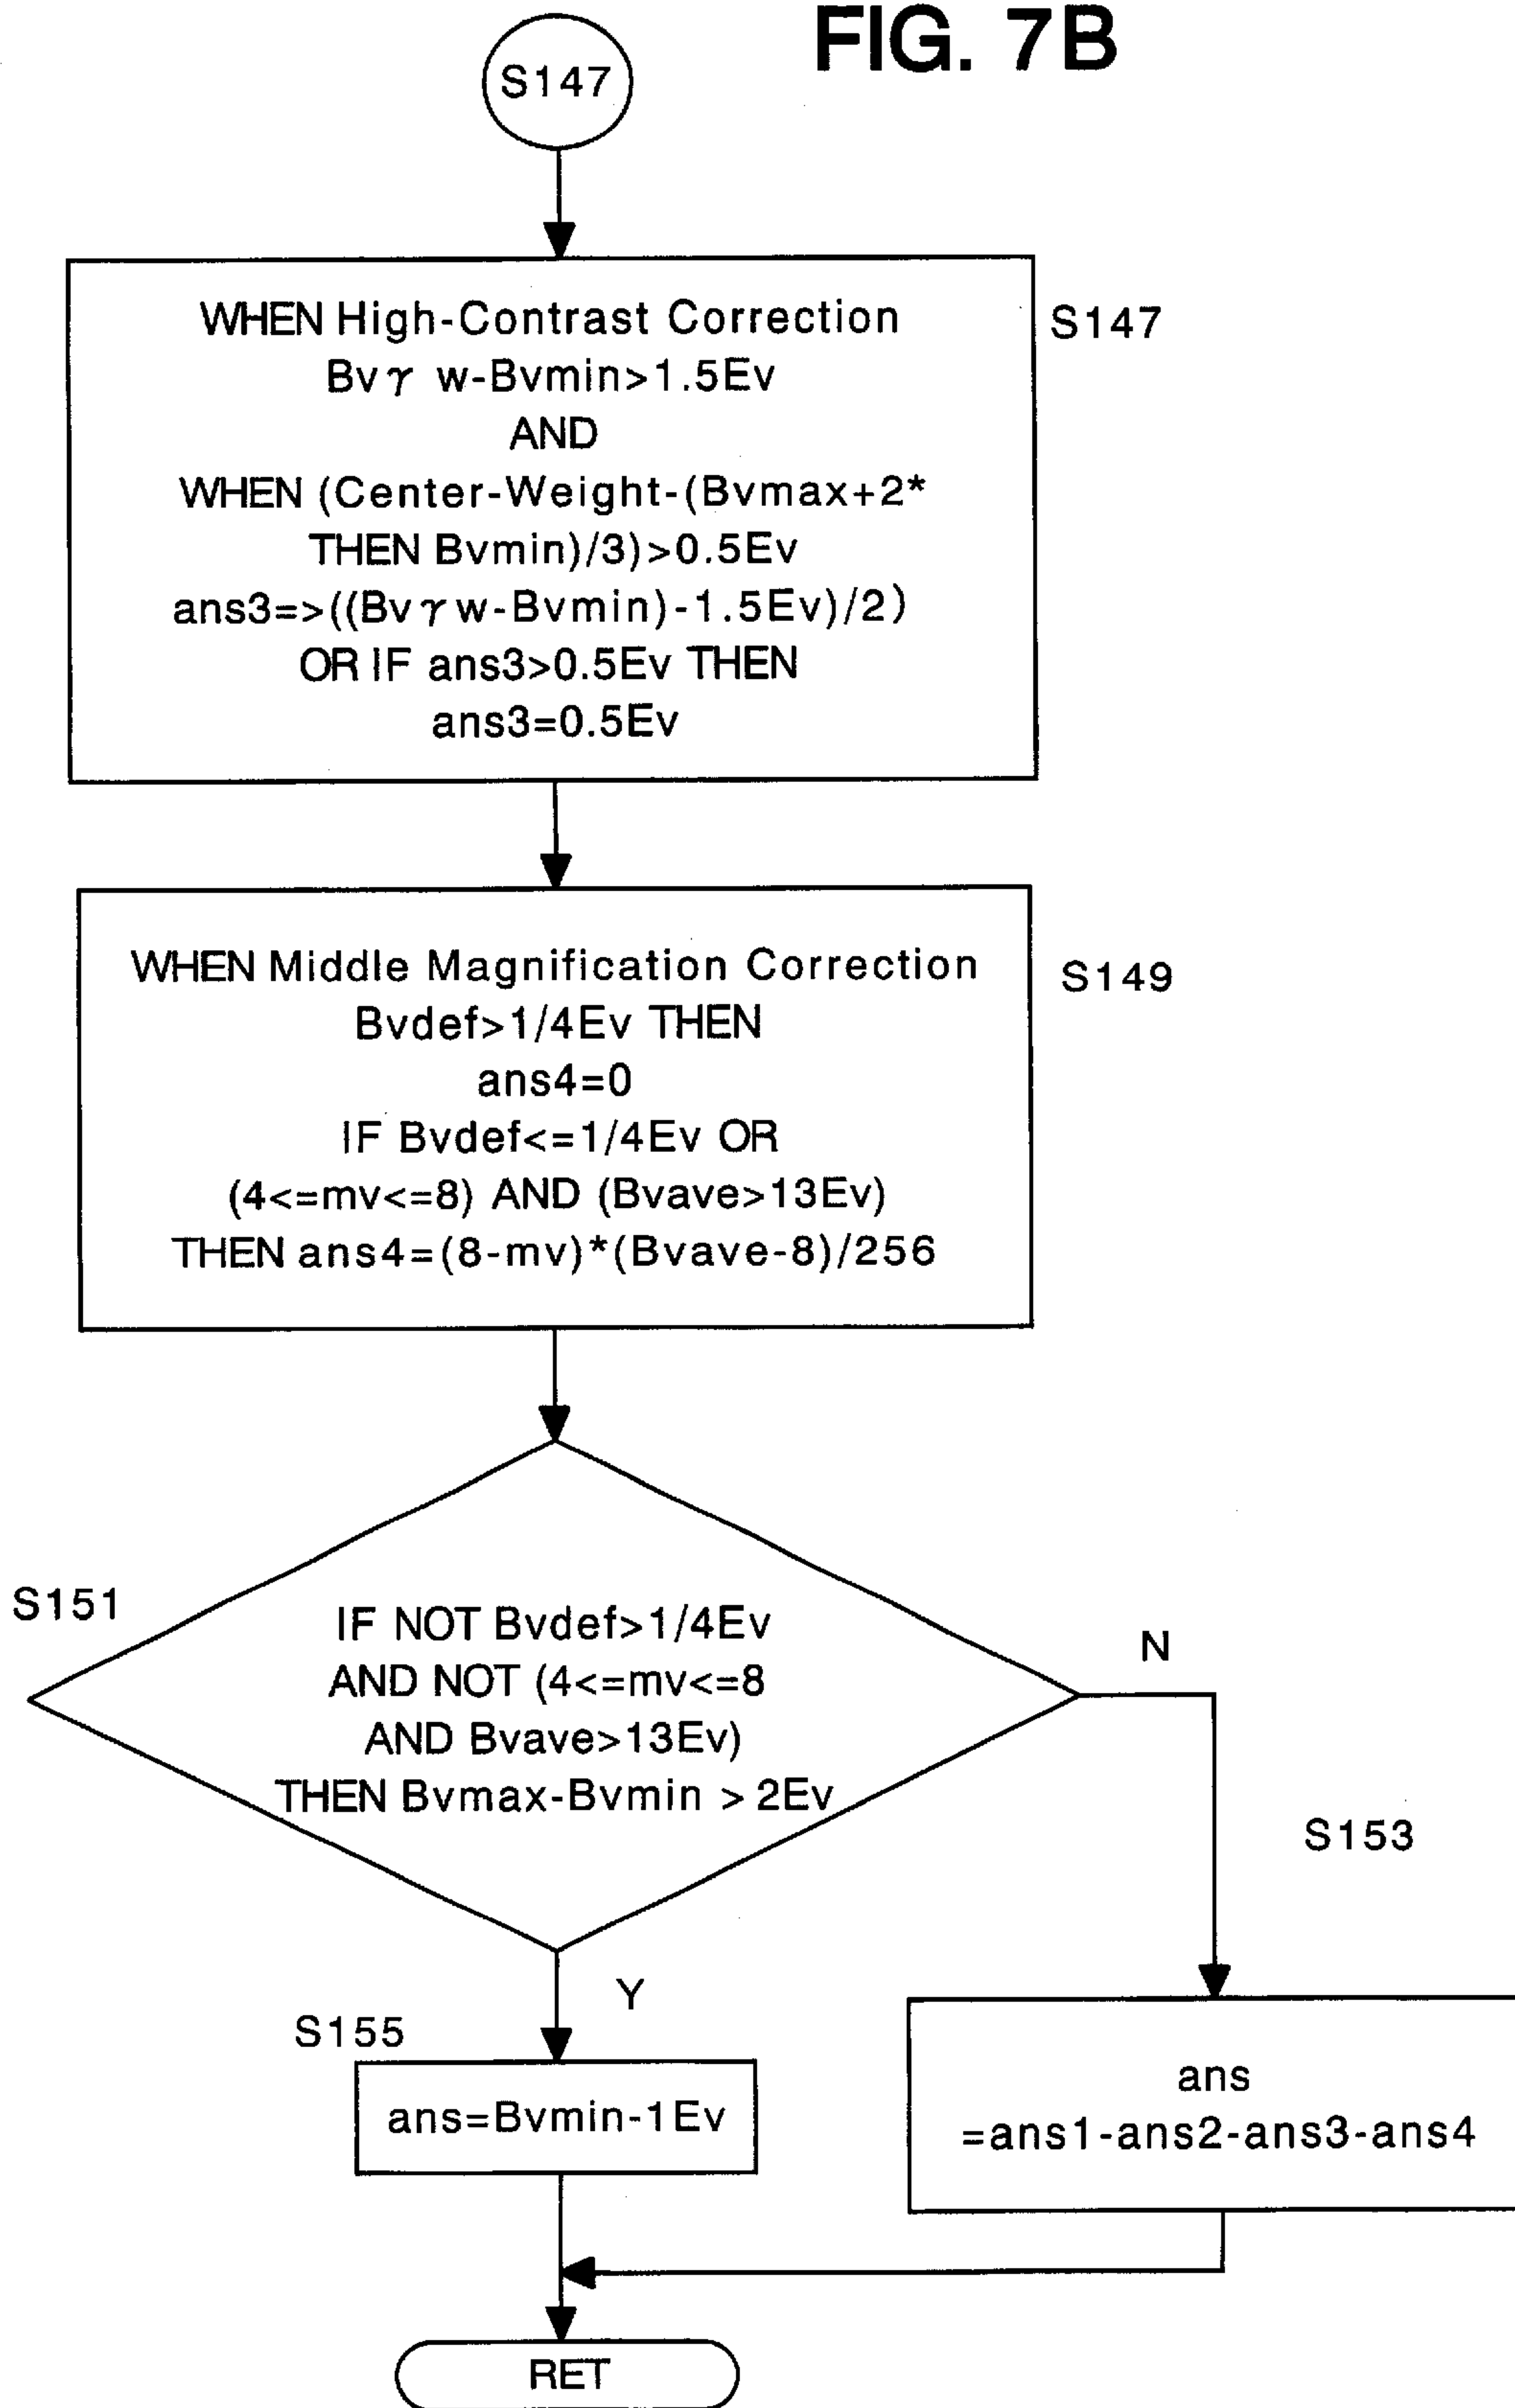 FIG. 7B
S147
WHEN High-Contrast Correction
Bvγ w-Bvmin>1.5Ev
AND
WHEN (Center-Weight-(Bvmax+2*
THEN Bvmin)/3)>0.5Ev
ans3=>((Bvγw-Bvmin)-1.5Ev)/2)
OR IF ans3>0.5Ev THEN
ans3=0.5Ev
S147
WHEN Middle Magnification Correction
Bvdef>1/4Ev THEN
ans4=0
IF Bvdef<=1/4Ev OR
(4<=mv<=8) AND (Bvave>13Ev)
THEN ans4=(8-mv)*(Bvave-8)/256
S149
S151
IF NOT Bvdef>1/4Ev
AND NOT (4<=mv<=8
AND Bvave>13Ev)
THEN Bvmax-Bvmin > 2Ev
N
S153
Y
S155
ans=Bvmin-1Ev
ans
=ans1-ans2-ans3-ans4
RET